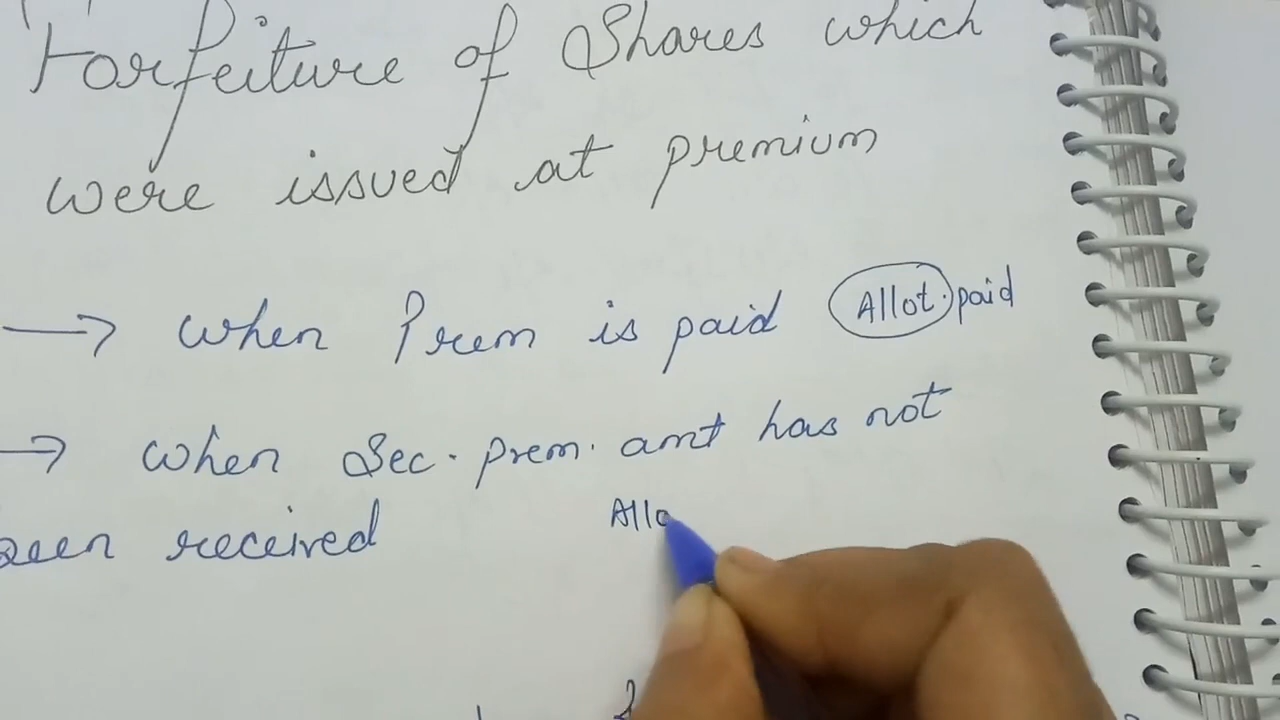 Forfeiture of Shares which
were issued at premium
→ when Prem is paid Allot. paid
→ when Sec. prem. amt has not
been received
Allo